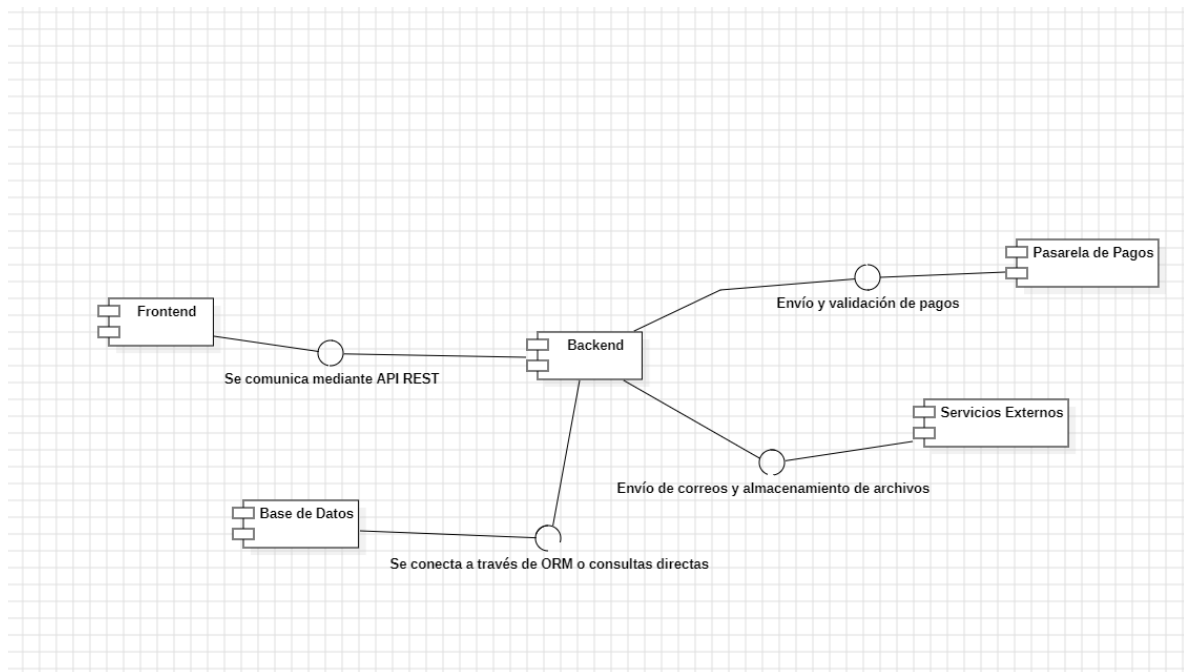 Pasarela de Pagos
Envío y validación de pagos
Frontend
Backend
Se comunica mediante API REST
Servicios Externos
Envío de correos y almacenamiento de archivos
Base de Datos
Se conecta a través de ORM o consultas directas